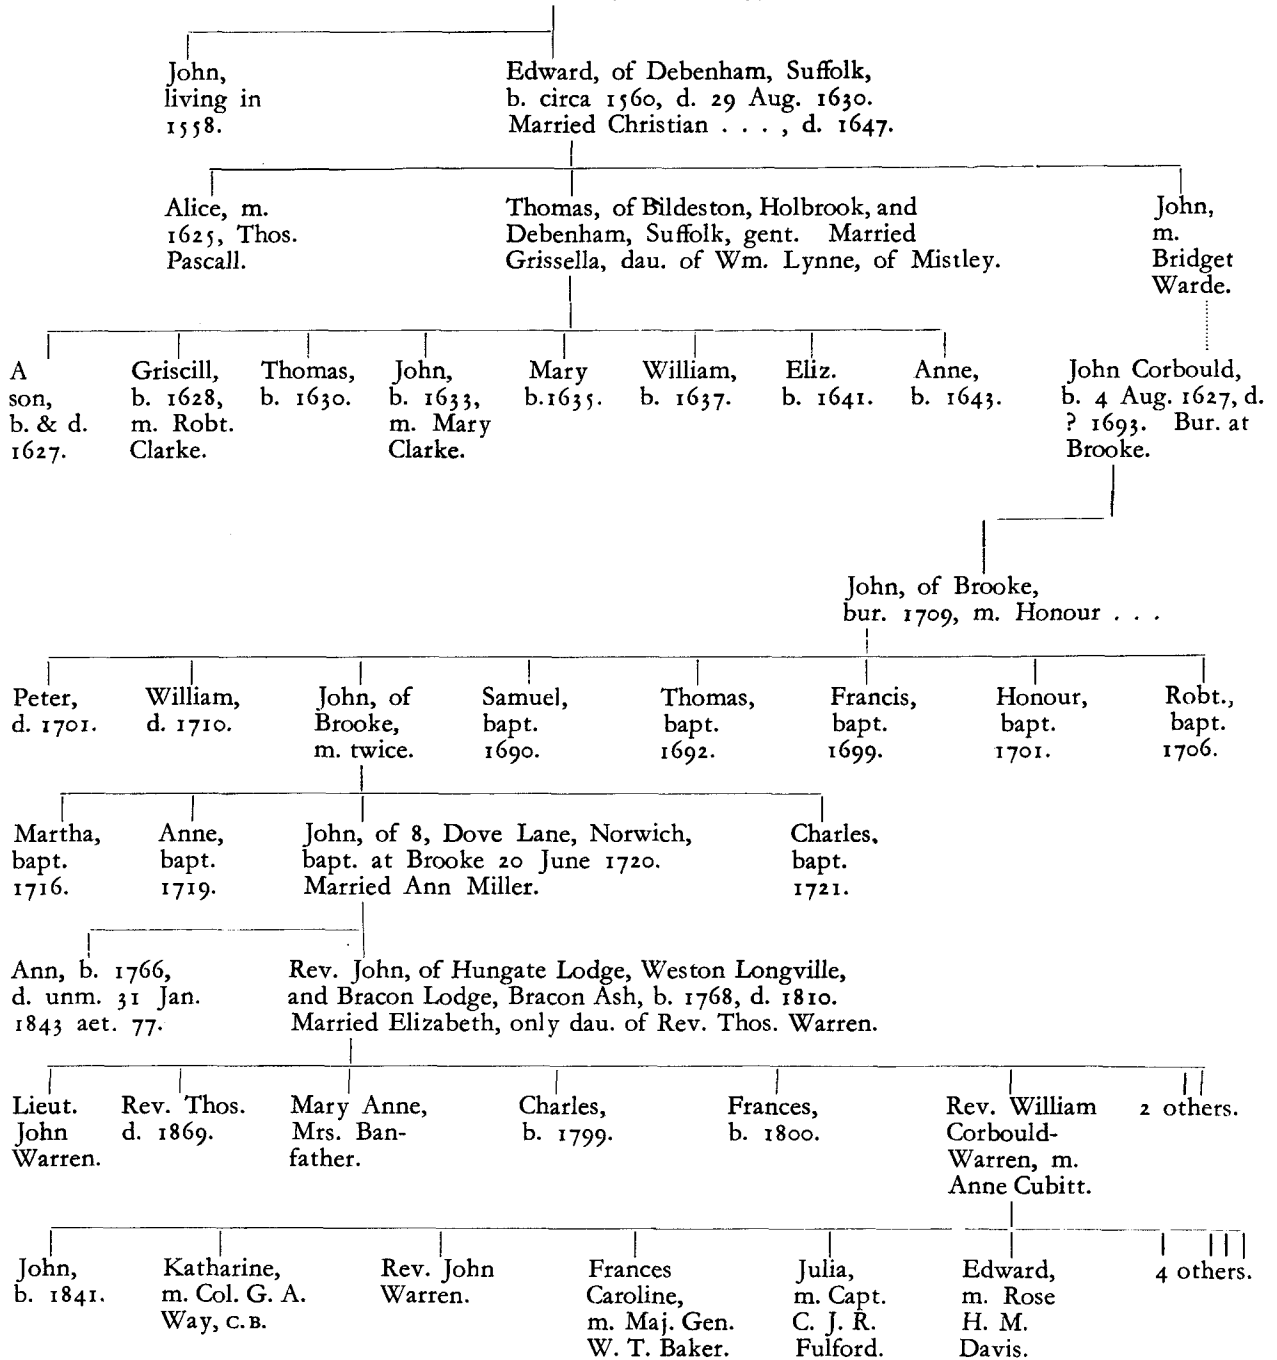 John,
living in
1558.
Edward, of Debenham, Suffolk,
b. circa 1560, d. 29 Aug. 1630.
Married Christian . . . , d. 1647.
Alice, m.
1625, Thos.
Pascall.
Thomas, of Bildeston, Holbrook, and
Debenham, Suffolk, gent. Married
Grissella, dau. of Wm. Lynne, of Mistley.
John,
m.
Bridget
Warde.
A
son,
b. & d.
1627.
Griscill,
b. 1628,
m. Robt.
Clarke.
Thomas,
b. 1630.
John,
b. 1633,
m. Mary
Clarke.
Mary
b.1635.
William,
b. 1637.
Eliz.
b. 1641.
Anne,
b. 1643.
John Corbould,
b. 4 Aug. 1627, d.
? 1693. Bur. at
Brooke.
John, of Brooke,
bur. 1709, m. Honour . . .
Peter,
d. 1701.
William,
d. 1710.
John, of
Brooke,
m. twice.
Samuel,
bapt.
1690.
Thomas,
bapt.
1692.
Francis,
bapt.
1699.
Honour,
bapt.
1701.
Robt.,
bapt.
1706.
Martha,
bapt.
1716.
Anne,
bapt.
1719.
John, of 8, Dove Lane, Norwich,
bapt. at Brooke 20 June 1720.
Married Ann Miller.
Charles,
bapt.
1721.
Ann, b. 1766,
d. unm. 31 Jan.
1843 aet. 77.
Rev. John, of Hungate Lodge, Weston Longville,
and Bracon Lodge, Bracon Ash, b. 1768, d. 1810.
Married Elizabeth, only dau. of Rev. Thos. Warren.
Lieut.
John
Warren.
Rev. Thos.
d. 1869.
Mary Anne,
Mrs. Ban-
father.
Charles,
b. 1799.
Frances,
b. 1800.
Rev. William
Corbould-
Warren, m.
Anne Cubitt.
2 others.
John,
b. 1841.
Katharine,
m. Col. G. A.
Way, C.B.
Rev. John
Warren.
Frances
Caroline,
m. Maj. Gen.
W. T. Baker.
Julia,
m. Capt.
C. J. R.
Fulford.
Edward,
m. Rose
H. M.
Davis.
4 others.